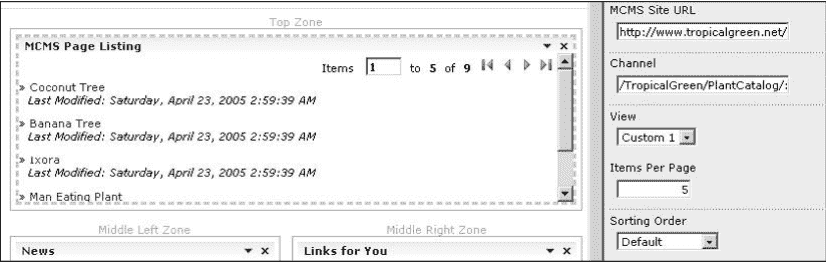 Top Zone
MCMS Page Listing
Items 1 to 5 of 9
» Coconut Tree
Last Modified: Saturday, April 23, 2005 2:59:39 AM
» Banana Tree
Last Modified: Saturday, April 23, 2005 2:59:39 AM
» Ixora
Last Modified: Saturday, April 23, 2005 2:59:39 AM
» Man Eating Plant
Middle Left Zone
Middle Right Zone
News
Links for You
MCMS Site URL
http://www.tropicalgreen.net/
Channel
/TropicalGreen/PlantCatalog/
View
Custom 1
Items Per Page
5
Sorting Order
Default